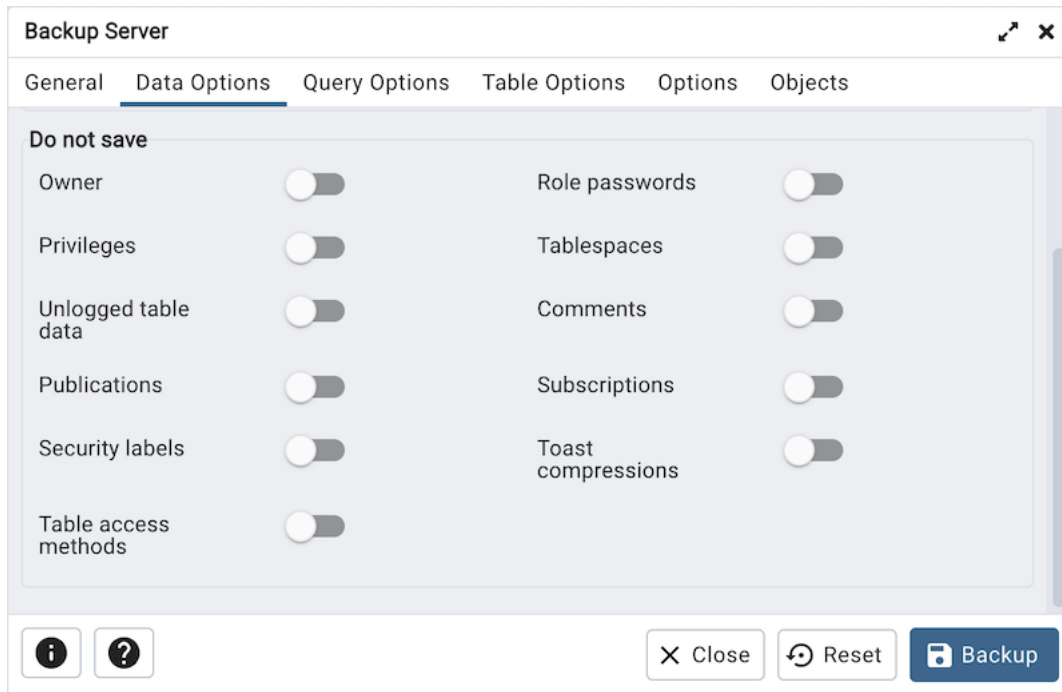 Backup Server
General Data Options Query Options Table Options Options Objects
Do not save
Owner Role passwords
Privileges Tablespaces
Unlogged table
data
Comments
Publications Subscriptions
Security labels
Toast
compressions
Table access
methods
Close Reset Backup